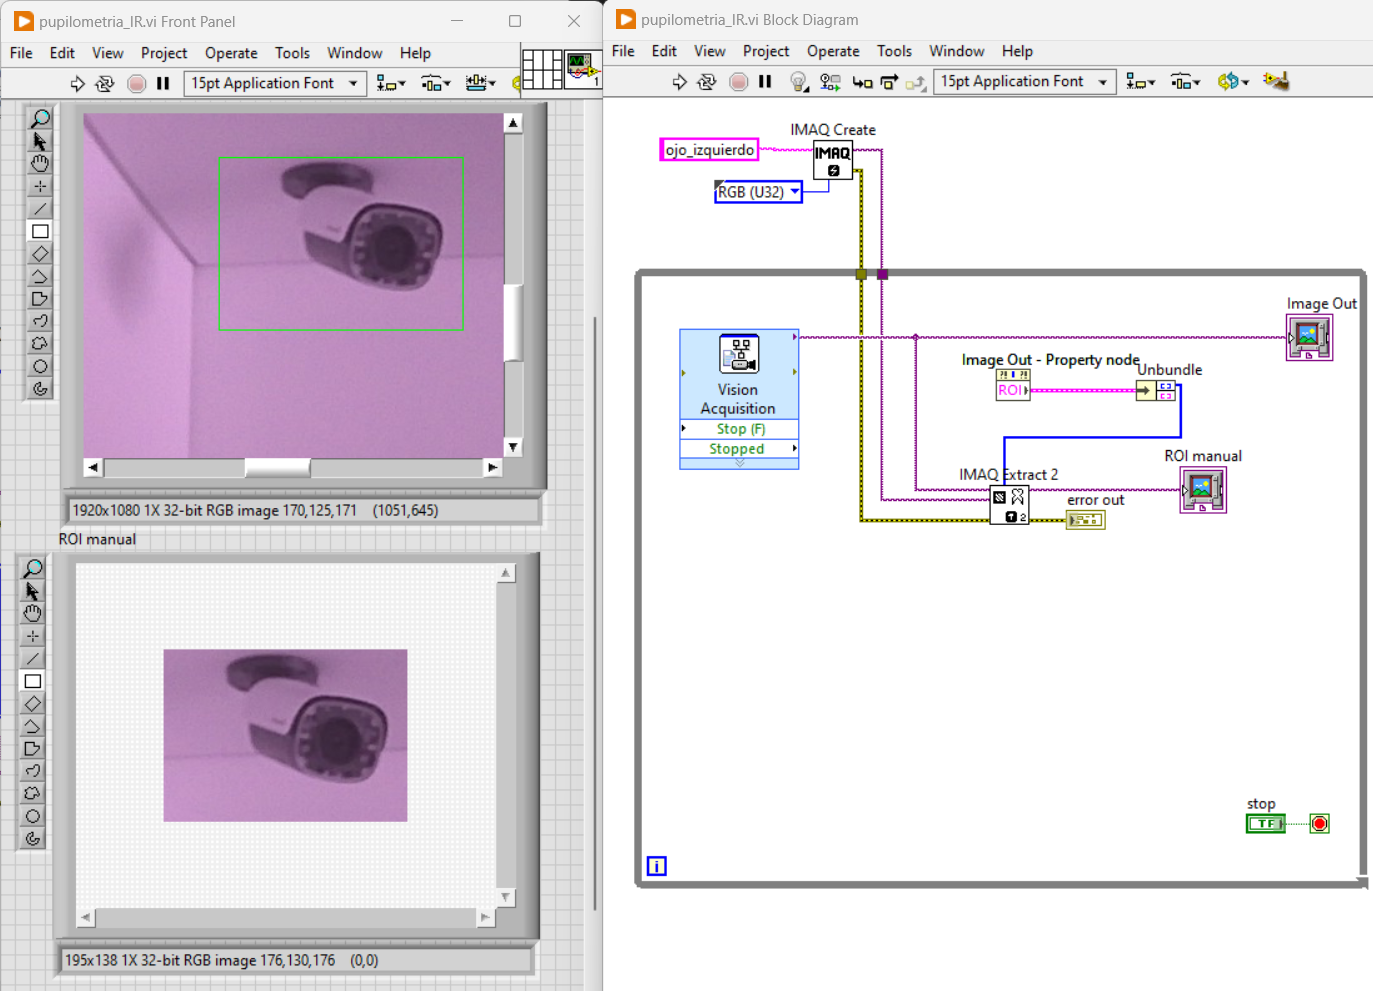 pupilometria_IR.vi Front Panel
File Edit View Project Operate Tools Window Help
15pt Application Font
1
1920x1080 1X 32-bit RGB image 170,125,171 (1051,645)
ROI manual
195x138 1X 32-bit RGB image 176,130,176 (0,0)
pupilometria_IR.vi Block Diagram
File Edit View Project Operate Tools Window Help
15pt Application Font
IMAQ Create
ojo_izquierdo
IMAQ
RGB (U32)
Image Out
Image Out - Property node
Unbundle
ROI
Vision
Acquisition
Stop (F)
Stopped
ROI manual
IMAQ Extract 2
2
error out
stop
TF
i